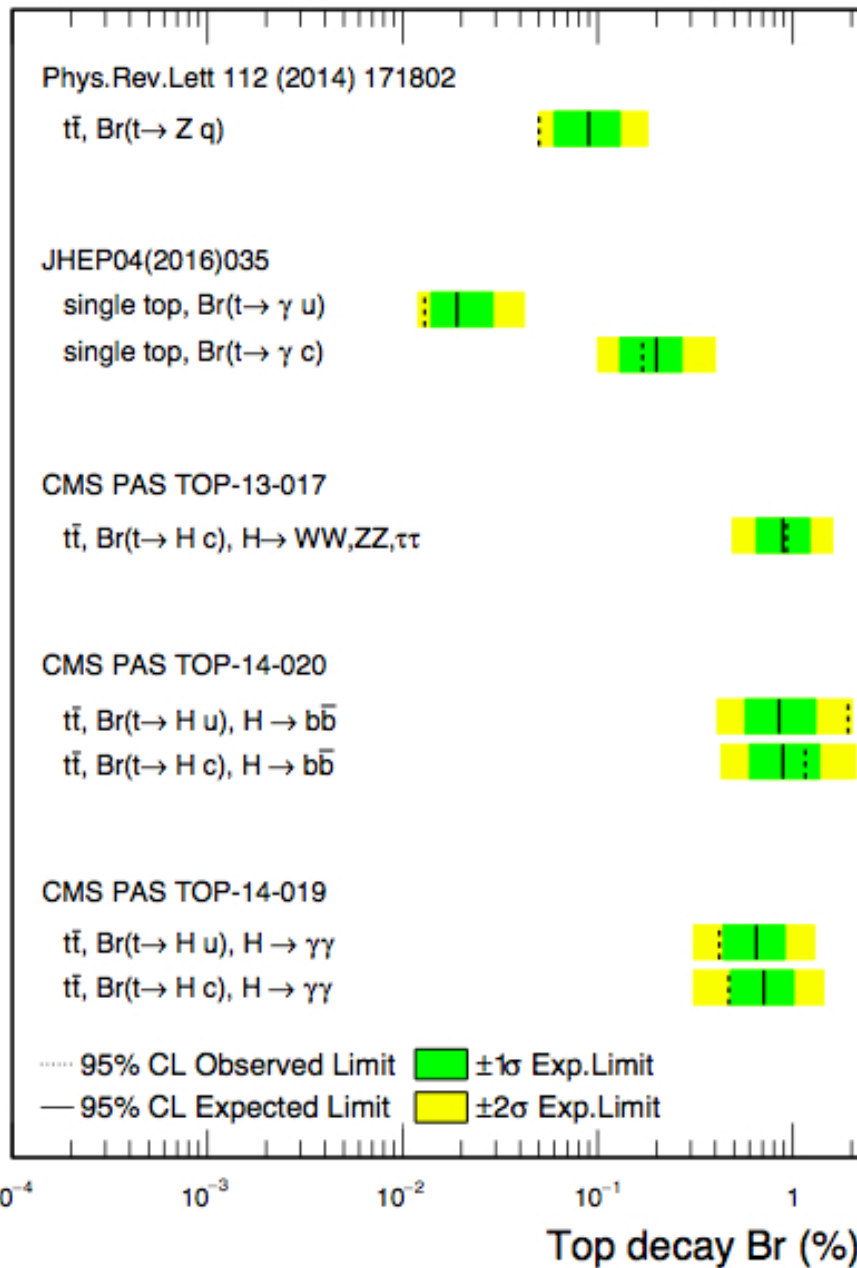 Phys.Rev.Lett 112 (2014) 171802
tt̄, Br(t→ Z q)
JHEP04(2016)035
single top, Br(t→ γ u)
single top, Br(t→ γ c)
CMS PAS TOP-13-017
tt̄, Br(t→ H c), H→ WW,ZZ,ττ
CMS PAS TOP-14-020
tt̄, Br(t→ H u), H → bb̄
tt̄, Br(t→ H c), H → bb̄
CMS PAS TOP-14-019
tt̄, Br(t→ H u), H → γγ
tt̄, Br(t→ H c), H → γγ
95% CL Observed Limit ±1σ Exp.Limit
95% CL Expected Limit ±2σ Exp.Limit
0⁻⁴ 10⁻³ 10⁻² 10⁻¹ 1
Top decay Br (%)